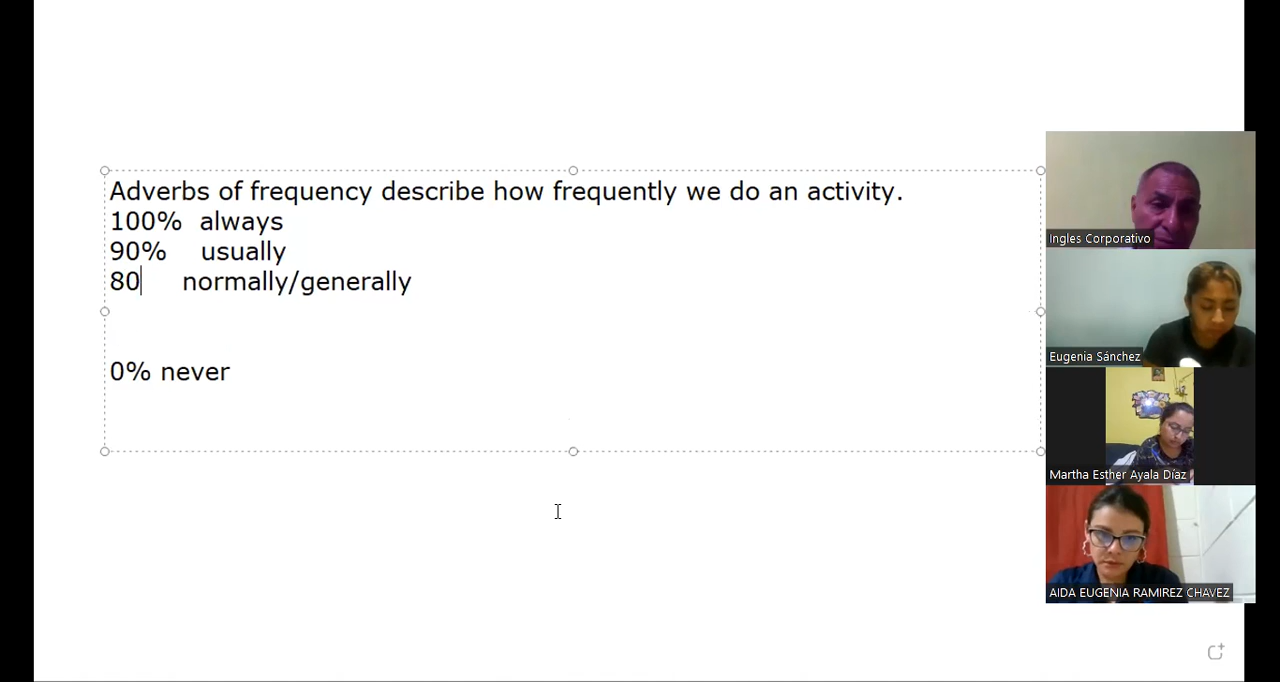 Adverbs of frequency describe how frequently we do an activity.
100% always
90% usually
80 normally/generally
0% never
Ingles Corporativo
Eugenia Sánchez
Martha Esther Ayala Díaz
AIDA EUGENIA RAMIREZ CHAVEZ